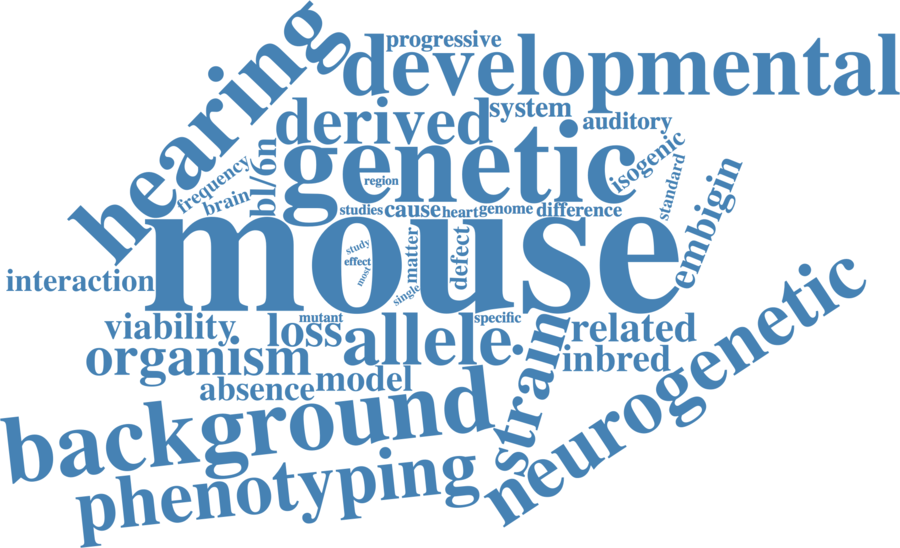 hearing
progressive
developmental
derived
system
auditory
genetic
isogenic
frequency
brain
bl/on
region
standard
embigin
studies
cause
heart
genome
difference
mouse
study
effect
most
single
matter
defect
interaction
viability
loss
mutant
allele.
specific
related
organism
inbred
absence
model
strain
background
neurogenetic
phenotyping